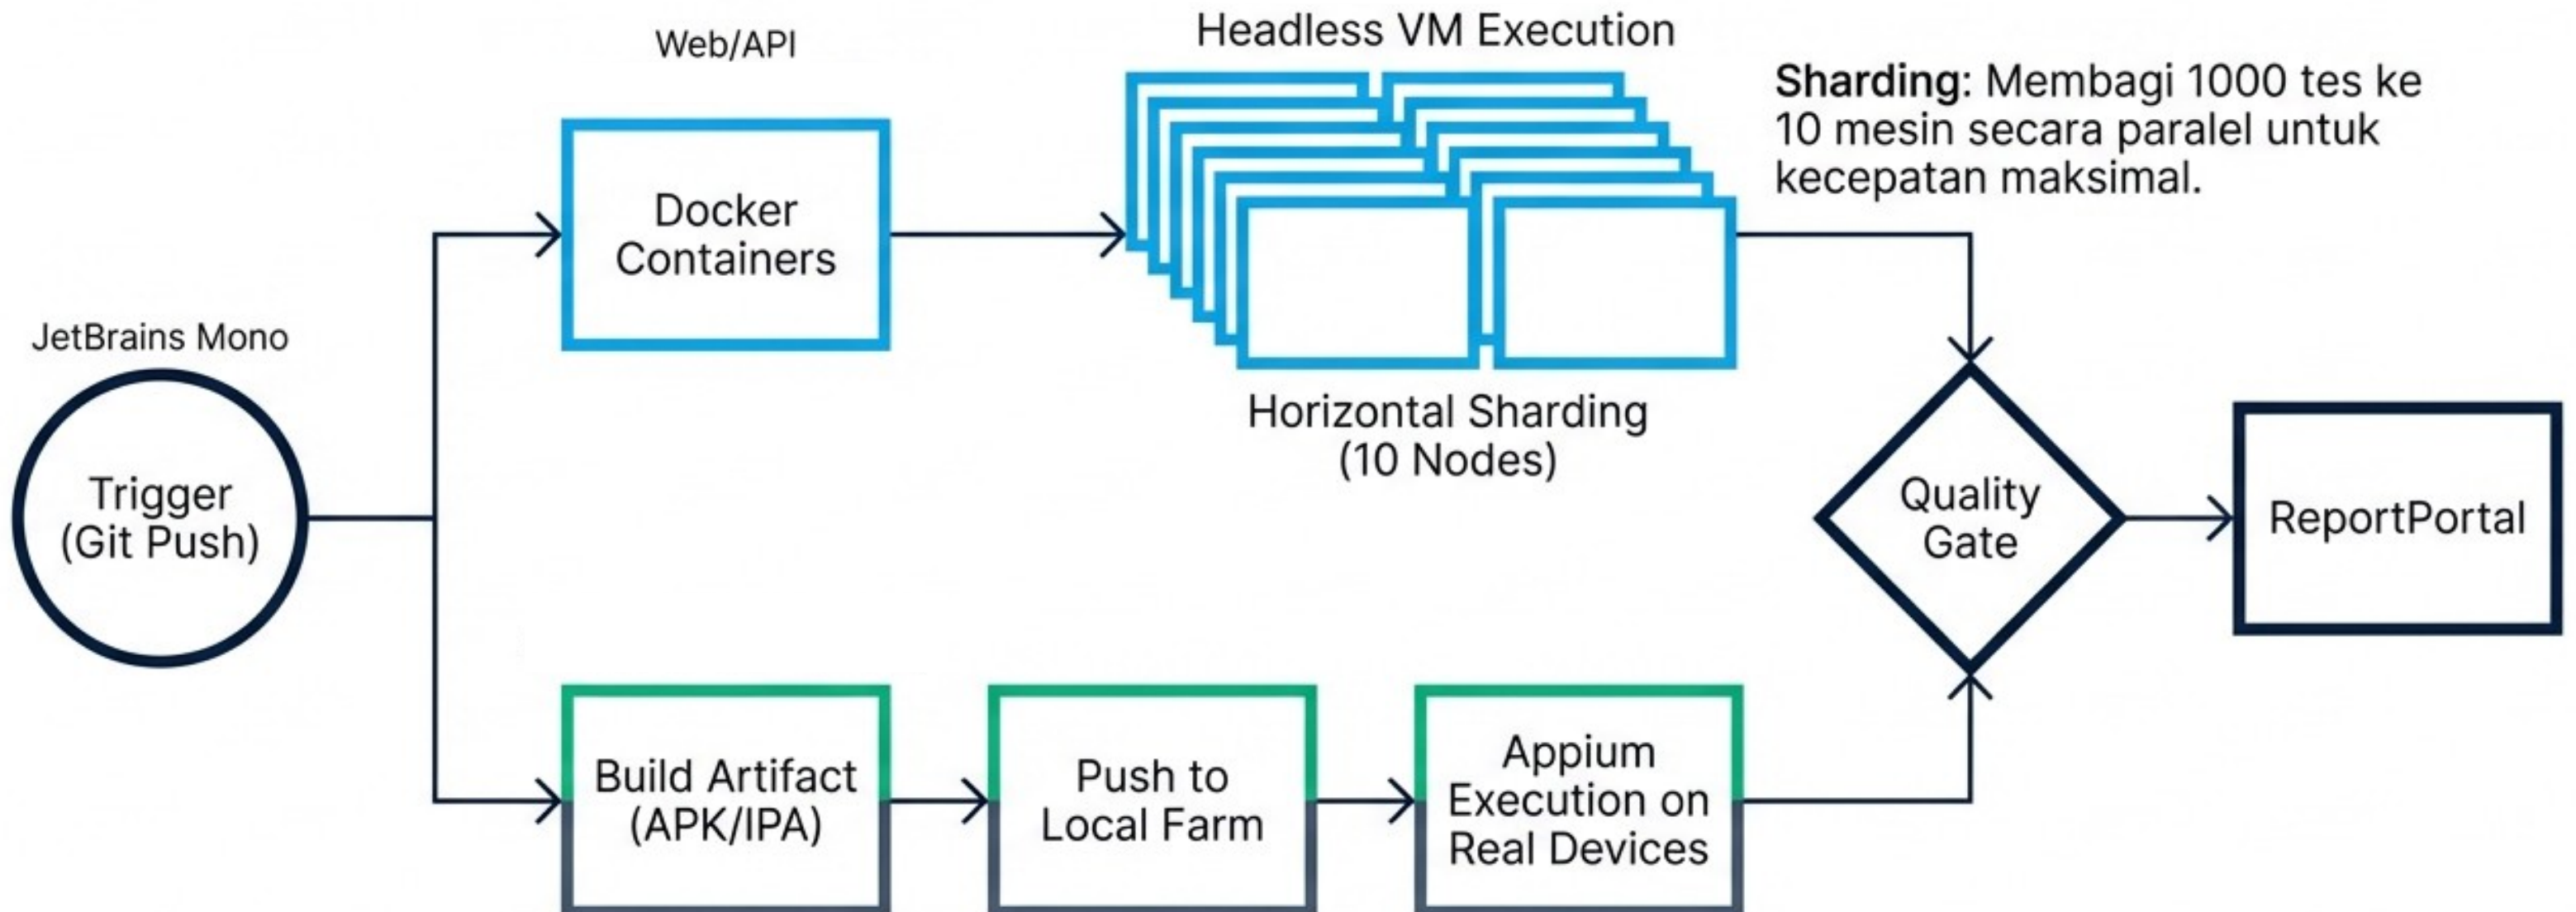 Web/API
Headless VM Execution
Sharding: Membagi 1000 tes ke
10 mesin secara paralel untuk
kecepatan maksimal.
Docker
Containers
JetBrains Mono
Horizontal Sharding
(10 Nodes)
Trigger
(Git Push)
Quality
Gate
ReportPortal
Build Artifact
(APK/IPA)
Push to
Local Farm
Appium
Execution on
Real Devices